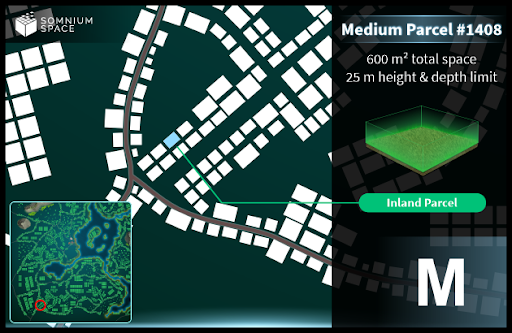 SOMNIUM
SPACE
Medium Parcel #1408
600 m² total space
25 m height & depth limit
Inland Parcel
M